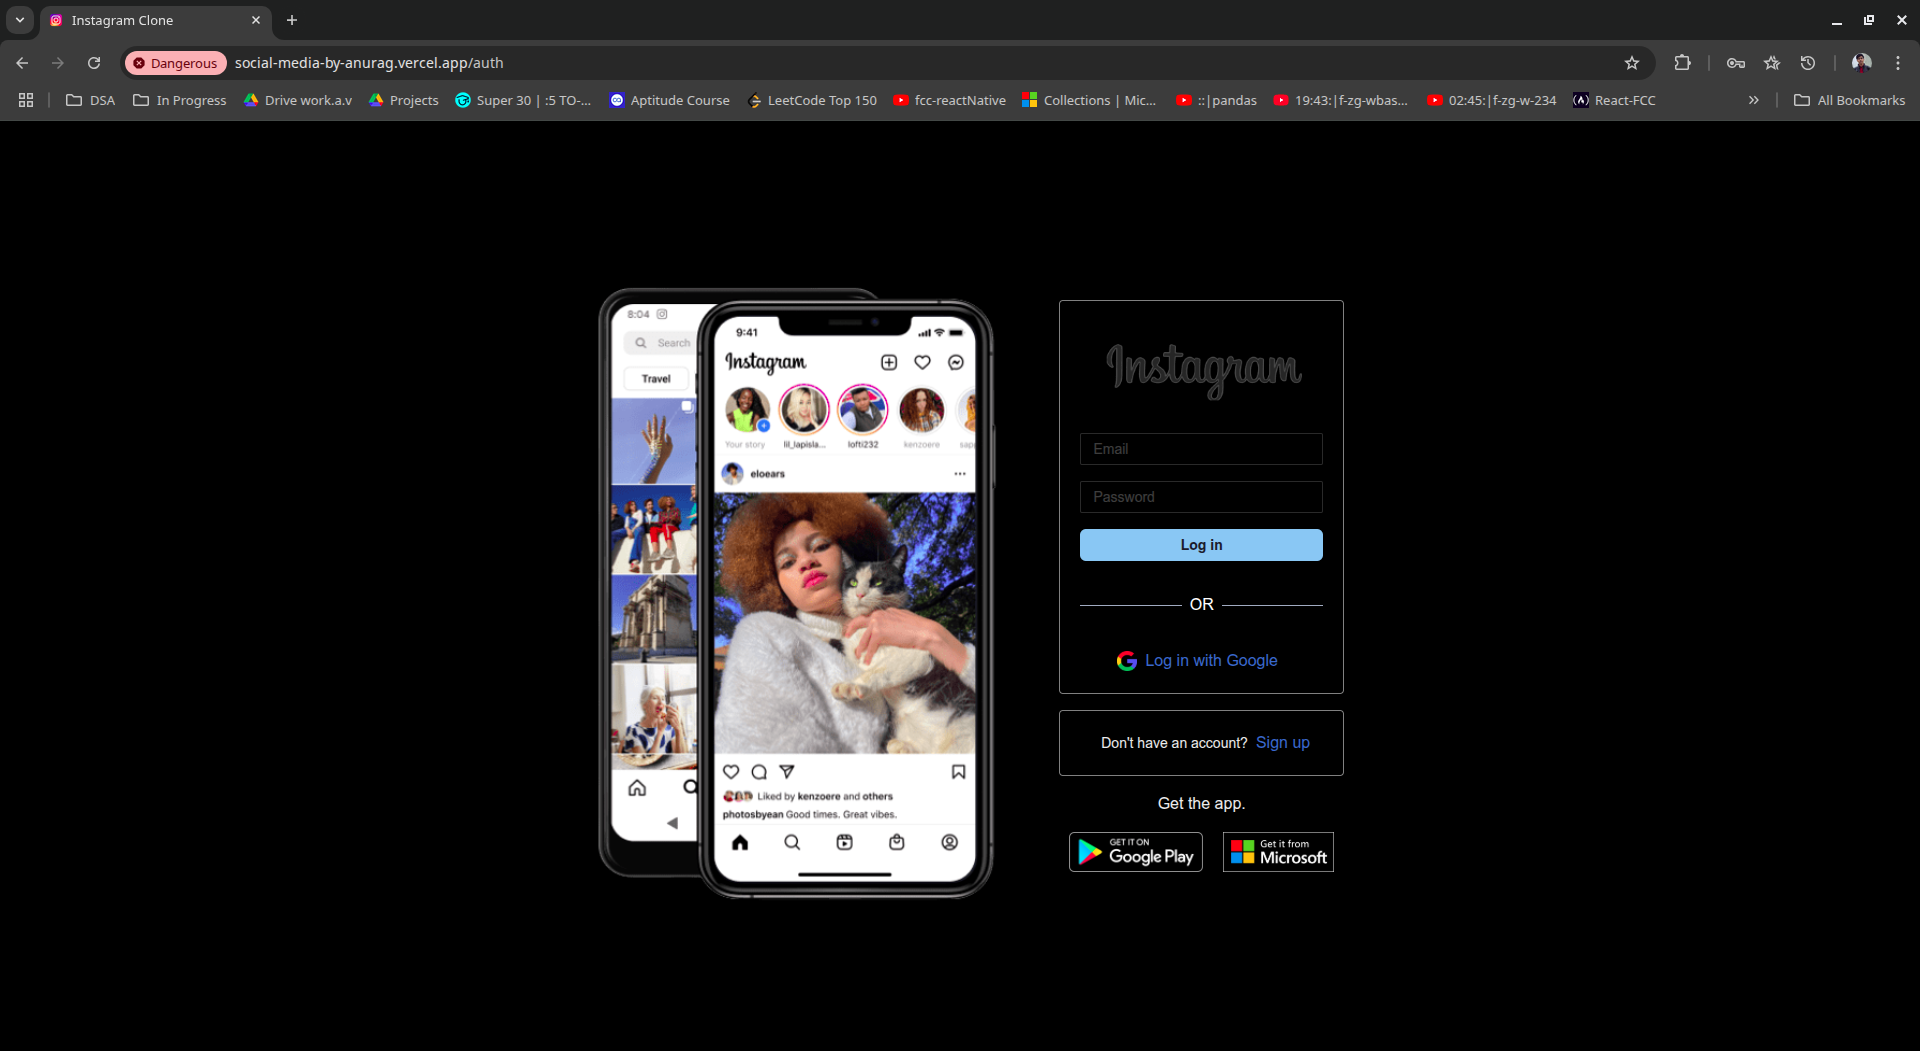 Instagram Clone
Dangerous
social-media-by-anurag.vercel.app/auth
DSA
In Progress
Drive work.a.v
Projects
Super 30 | :5 TO-...
Aptitude Course
LeetCode Top 150
fcc-reactNative
Collections | Mic...
::|pandas
19:43:|f-zg-wbas...
02:45:|f-zg-w-234
React-FCC
All Bookmarks
8:04
Search
Travel
9:41
Instagram
Your story
lil_lapisla...
lofti232
kenzoere
sap
eloears
Liked by kenzoere and others
photosbyean Good times. Great vibes.
Instagram
Email
Password
Log in
OR
Log in with Google
Don't have an account? Sign up
Get the app.
GET IT ON
Google Play
Get it from
Microsoft